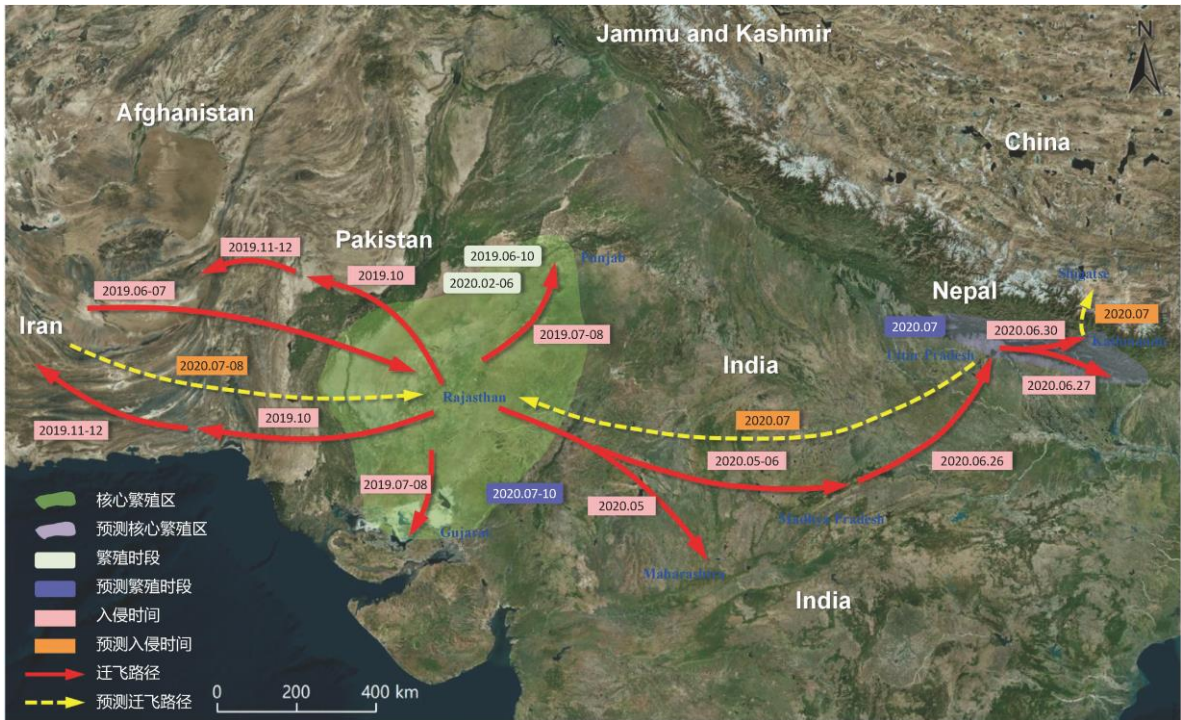 Jammu and Kashmir
N
Afghanistan
China
Pakistan
2019.11-12
2019.10
2019.06-10
2020.02-06
Punjab
2019.06-07
Nepal
Shigatse
Iran
2019.07-08
2020.07
2020.06.30
2020.07
Kathmandu
Uttar Pradesh
2020.07-08
India
2020.06.27
Rajasthan
2019.10
2020.07
2019.11-12
2020.05-06
2020.06.26
2019.07-08
2020.07-10
2020.05
Madhya Pradesh
Gujarat
Maharashtra
India
核心繁殖区
预测核心繁殖区
繁殖时段
预测繁殖时段
入侵时间
预测入侵时间
迁飞路径
预测迁飞路径
0 200 400 km